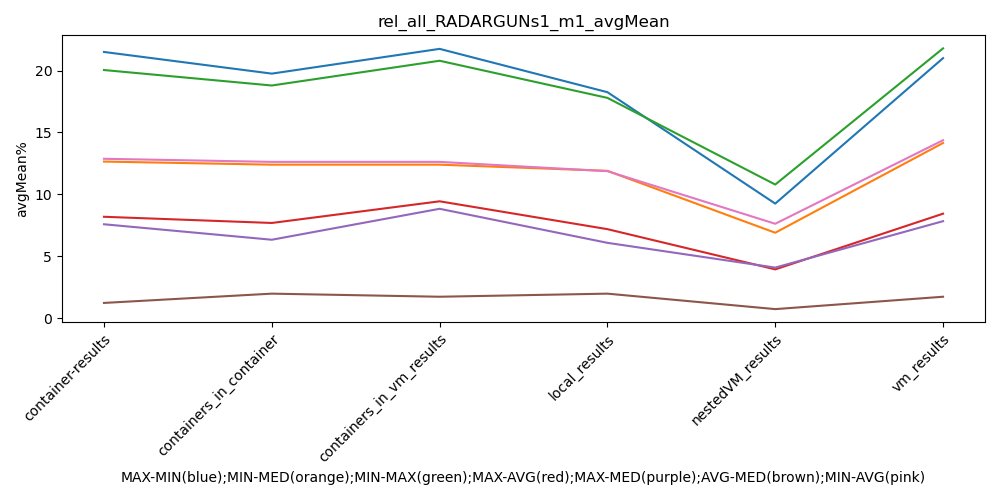 rel_all_RADARGUNs1_m1_avgMean
avgMean%
20
15
10
5
0
container-results
containers_in_container
containers_in_vm_results
local_results
nestedVM_results
vm_results
MAX-MIN(blue);MIN-MED(orange);MIN-MAX(green);MAX-AVG(red);MAX-MED(purple);AVG-MED(brown);MIN-AVG(pink)